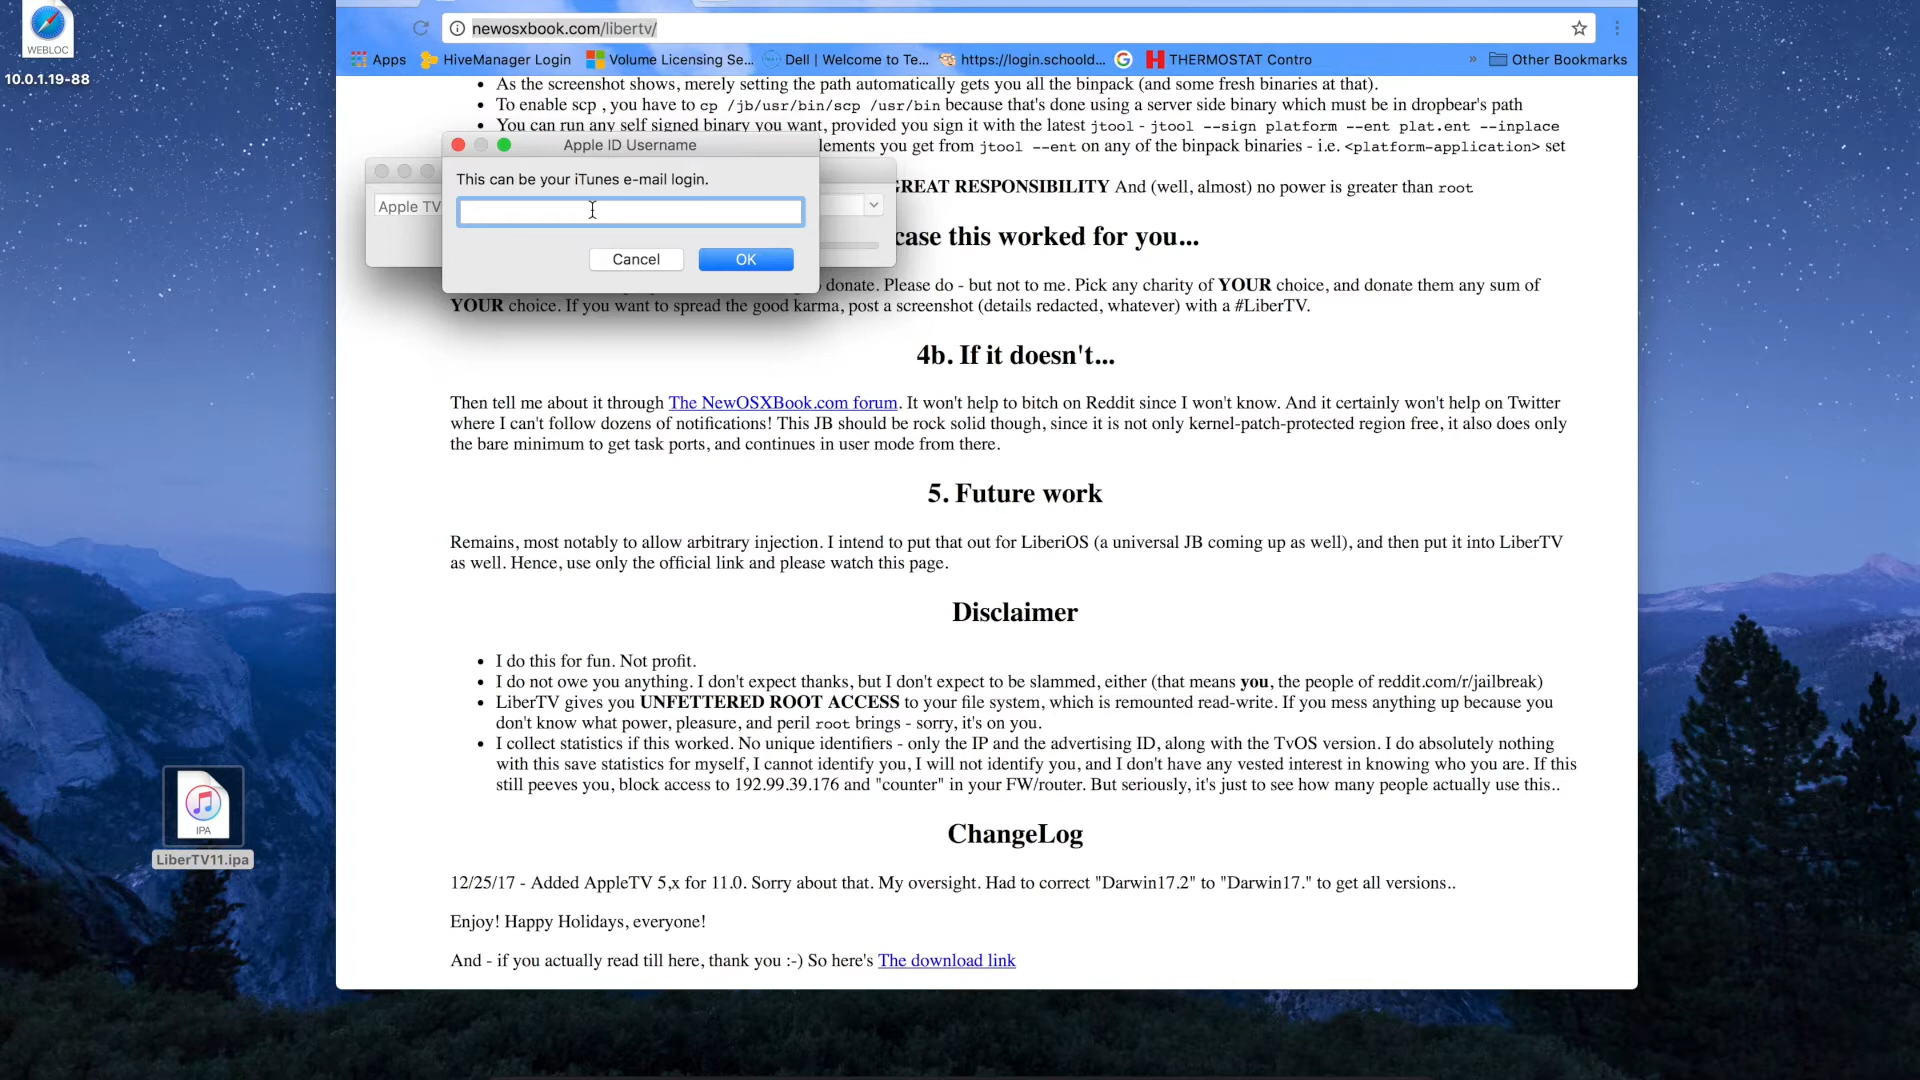 WEBLOC
10.0.1.19-88
newosxbook.com/libertv/
Apps
HiveManager Login
Volume Licensing Se...
Dell | Welcome to Te...
https://login.schoold...
THERMOSTAT Contro
»
Other Bookmarks
• As the screenshot shows, merely setting the path automatically gets you all the binpack (and some fresh binaries at that).
• To enable scp , you have to cp /jb/usr/bin/scp /usr/bin because that's done using a server side binary which must be in dropbear's path
• You can run any self signed binary you want, provided you sign it with the latest jtool - jtool --sign platform --ent plat.ent --inplace
lements you get from jtool --ent on any of the binpack binaries - i.e. <platform-application> set
GREAT RESPONSIBILITY And (well, almost) no power is greater than root
Apple ID Username
This can be your iTunes e-mail login.
Cancel
OK
Apple TV
case this worked for you...
donate. Please do - but not to me. Pick any charity of YOUR choice, and donate them any sum of
YOUR choice. If you want to spread the good karma, post a screenshot (details redacted, whatever) with a #LiberTV.
4b. If it doesn't...
Then tell me about it through The NewOSXBook.com forum. It won't help to bitch on Reddit since I won't know. And it certainly won't help on Twitter
where I can't follow dozens of notifications! This JB should be rock solid though, since it is not only kernel-patch-protected region free, it also does only
the bare minimum to get task ports, and continues in user mode from there.
5. Future work
Remains, most notably to allow arbitrary injection. I intend to put that out for LiberiOS (a universal JB coming up as well), and then put it into LiberTV
as well. Hence, use only the official link and please watch this page.
Disclaimer
• I do this for fun. Not profit.
• I do not owe you anything. I don't expect thanks, but I don't expect to be slammed, either (that means you, the people of reddit.com/r/jailbreak)
• LiberTV gives you UNFETTERED ROOT ACCESS to your file system, which is remounted read-write. If you mess anything up because you
don't know what power, pleasure, and peril root brings - sorry, it's on you.
• I collect statistics if this worked. No unique identifiers - only the IP and the advertising ID, along with the TvOS version. I do absolutely nothing
with this save statistics for myself, I cannot identify you, I will not identify you, and I don't have any vested interest in knowing who you are. If this
still peeves you, block access to 192.99.39.176 and "counter" in your FW/router. But seriously, it's just to see how many people actually use this..
ChangeLog
12/25/17 - Added AppleTV 5,x for 11.0. Sorry about that. My oversight. Had to correct "Darwin17.2" to "Darwin17." to get all versions..
Enjoy! Happy Holidays, everyone!
And - if you actually read till here, thank you :-) So here's The download link
IPA
LiberTV11.ipa